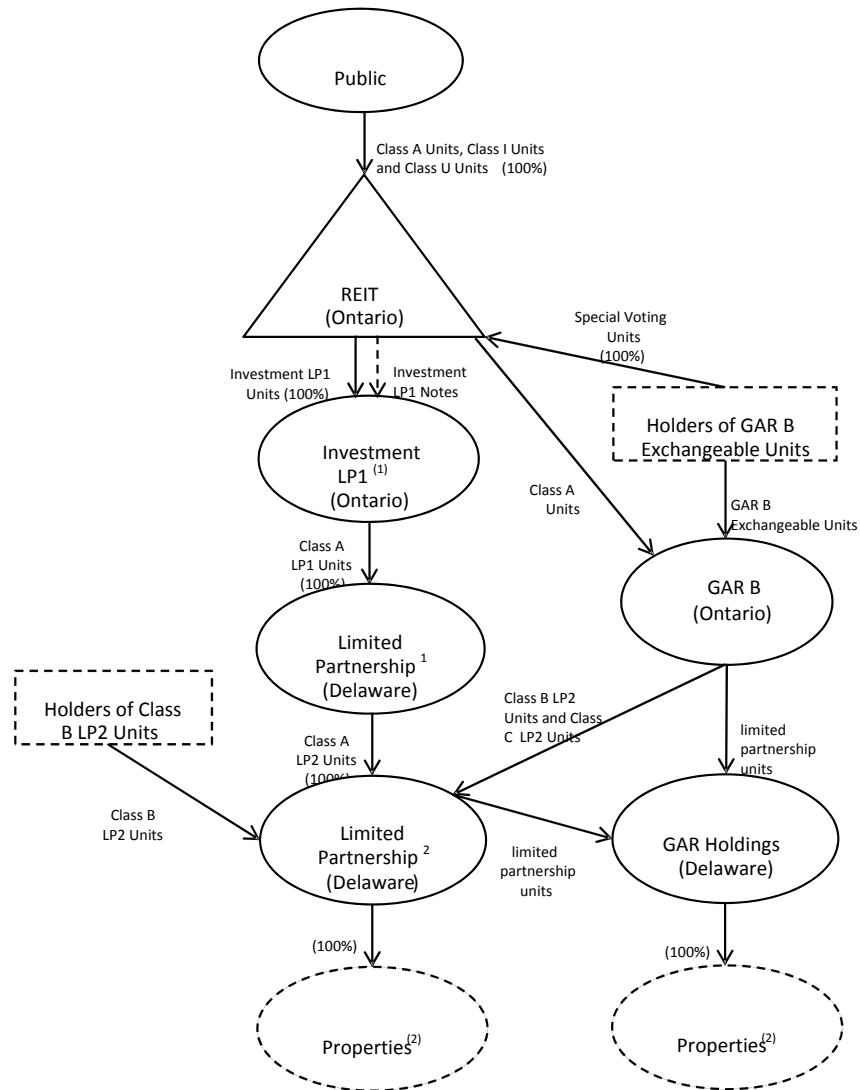 Public
Class A Units, Class I Units
and Class U Units (100%)
REIT
(Ontario)
Special Voting
Units
(100%)
Investment LP1
Units (100%)
Investment
LP1 Notes
Holders of GAR B
Exchangeable Units
Investment
LP1 (1)
(Ontario)
Class A
Units
GAR B
Exchangeable Units
Class A
LP1 Units
(100%)
GAR B
(Ontario)
Limited
Partnership 1
(Delaware)
Holders of Class
B LP2 Units
Class B LP2
Units and Class
C LP2 Units
Class A
LP2 Units
(100%)
limited
partnership
units
Class B
LP2 Units
Limited
Partnership 2
(Delaware)
limited
partnership
units
GAR Holdings
(Delaware)
(100%)
(100%)
Properties(2)
Properties(2)